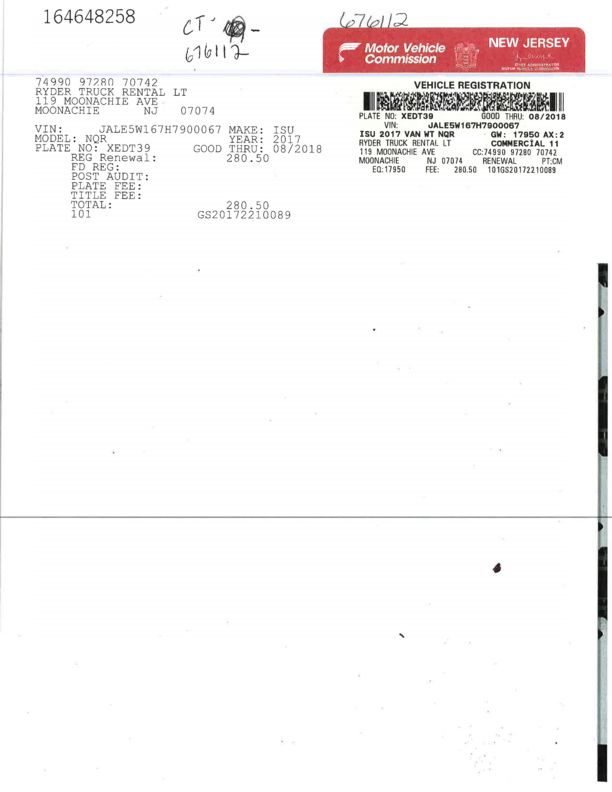 164648258
CT-
676112
676112
Motor Vehicle
Commission
NEW JERSEY
CHIEF ADMINISTRATOR
MOTOR VEHICLE COMMISSION
74990 97280 70742
RYDER TRUCK RENTAL LT
119 MOONACHIE AVE
MOONACHIE NJ 07074
VIN: JALE5W167H7900067 MAKE: ISU
MODEL: NQR YEAR: 2017
PLATE NO: XEDT39 GOOD THRU: 08/2018
REG Renewal: 280.50
FD REG:
POST AUDIT:
PLATE FEE:
TITLE FEE:
TOTAL: 280.50
101 GS20172210089
VEHICLE REGISTRATION
PLATE NO: XEDT39 GOOD THRU: 08/2018
VIN: JALE5W167H7900067
ISU 2017 VAN WT NQR GW: 17950 AX:2
RYDER TRUCK RENTAL LT COMMERCIAL 11
119 MOONACHIE AVE CC:74990 97280 70742
MOONACHIE NJ 07074 RENEWAL PT:CM
EQ:17950 FEE: 280.50 101GS20172210089